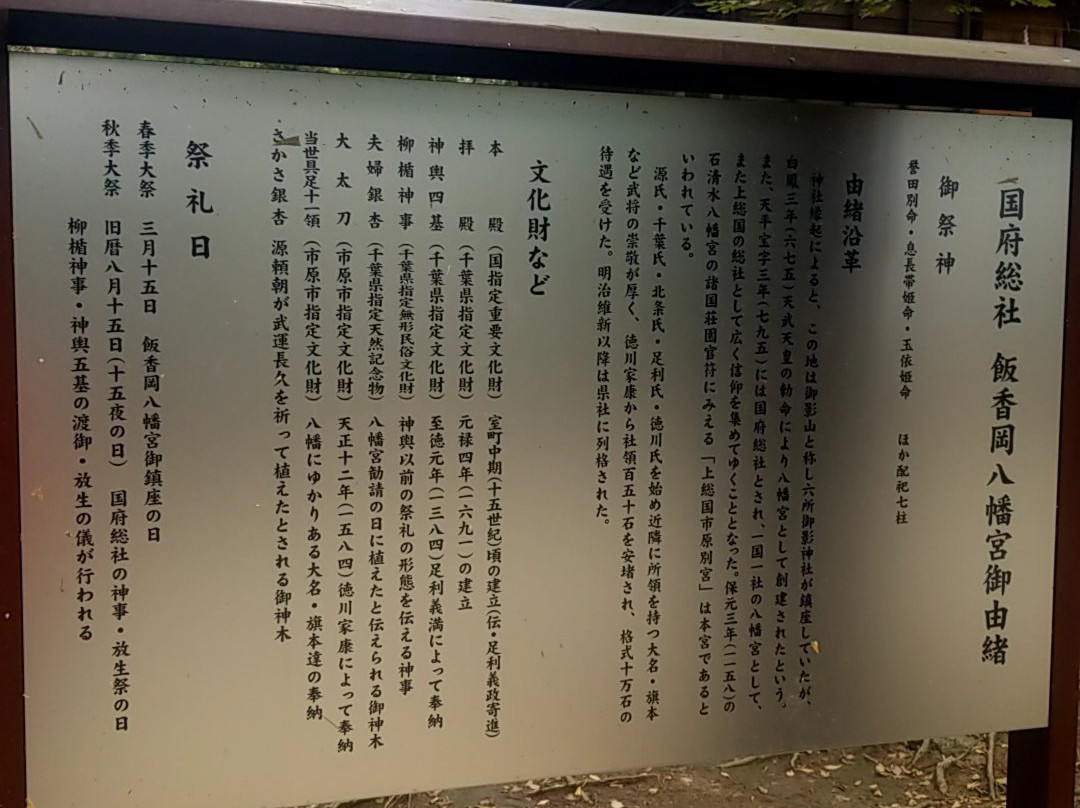 国府総社 飯香岡八幡宮御由緒
御祭神
誉田別命・息長帯姫命・玉依姫命 ほか配祀七柱
由緒沿革
神社縁起によると、この地は御影山と称し六所御影神社が鎮座していたが、
白鳳三年(六七五)天武天皇の勅命により八幡宮として創建されたという。
また、天平宝字三年(七九五)には国府総社とされ、一国一社の八幡宮として、
また上総国の総社として広く信仰を集めてゆくこととなった。保元三年(一一五八)の
石清水八幡宮の諸国荘園官符にみえる「上総国市原別宮」は本宮であると
いわれている。
源氏・千葉氏・北条氏・足利氏・徳川氏を始め近隣に所領を持つ大名・旗本
など武将の崇敬が厚く、徳川家康から社領百五十石を安堵され、格式十万石の
待遇を受けた。明治維新以降は県社に列格された。
文化財など
本殿(国指定重要文化財) 室町中期(十五世紀)頃の建立(伝・足利義政寄進)
拝殿(千葉県指定文化財) 元禄四年(一六九一)の建立
神輿四基(千葉県指定文化財) 至徳元年(一三八四)足利義満によって奉納
柳楯神事(千葉県指定無形民俗文化財) 神輿以前の祭礼の形態を伝える神事
夫婦銀杏(千葉県指定天然記念物) 八幡宮勧請の日に植えたと伝えられる御神木
大太刀(市原市指定文化財) 天正十二年(一五八四)徳川家康によって奉納
当世具足十一領(市原市指定文化財) 八幡にゆかりある大名・旗本達の奉納
さかさ銀杏 源頼朝が武運長久を祈って植えたとされる御神木
祭礼日
春季大祭 三月十五日 飯香岡八幡宮御鎮座の日
秋季大祭 旧暦八月十五日(十五夜の日) 国府総社の神事・放生祭の日
柳楯神事・神輿五基の渡御・放生の儀が行われる